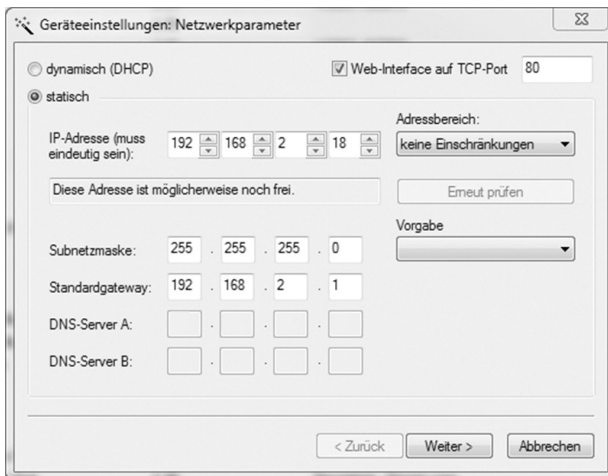 Geräteeinstellungen: Netzwerkparameter
dynamisch (DHCP)
Web-Interface auf TCP-Port 80
statisch
Adressbereich:
IP-Adresse (muss
eindeutig sein):
192 168 2 18
keine Einschränkungen
Diese Adresse ist möglicherweise noch frei.
Erneut prüfen
Vorgabe
Subnetzmaske: 255 . 255 . 255 . 0
Standardgateway: 192 . 168 . 2 . 1
DNS-Server A: . . .
DNS-Server B: . . .
< Zurück Weiter > Abbrechen